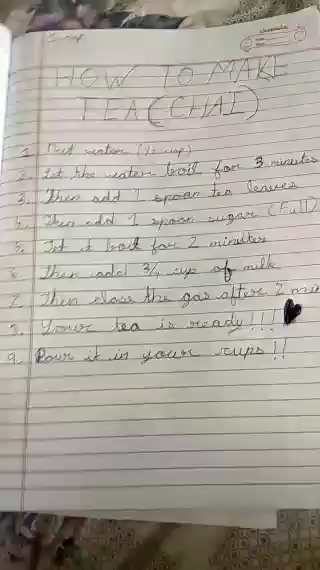 HOW TO MAKE
TEA (CHAI)
1. Put water (½ cup)
2. Let the water boil for 3 minutes
3. Then add 1 spoon tea leaves
4. Then add 1 spoon sugar (Full)
5. Let it boil for 2 minutes
6. Then add 3/4 cup of milk
7. Then close the gas after 2 min
8. Your tea is ready!!! ♥
9. Pour it in your cups!!